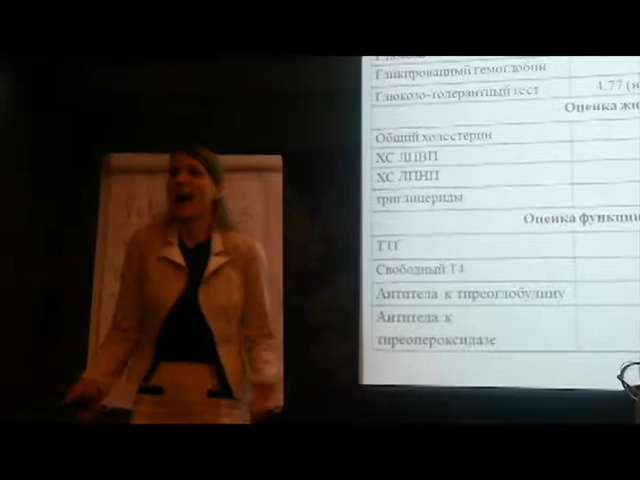 Гликированный гемоглобин
Глюкозо-толерантный тест 4.77
Оценка
Общий холестерин
ХС ЛПВП
ХС ЛПНП
триглицериды
Оценка функции
ТТГ
Свободный Т4
Антитела к тиреоглобулину
Антитела к
тиреопероксидазе